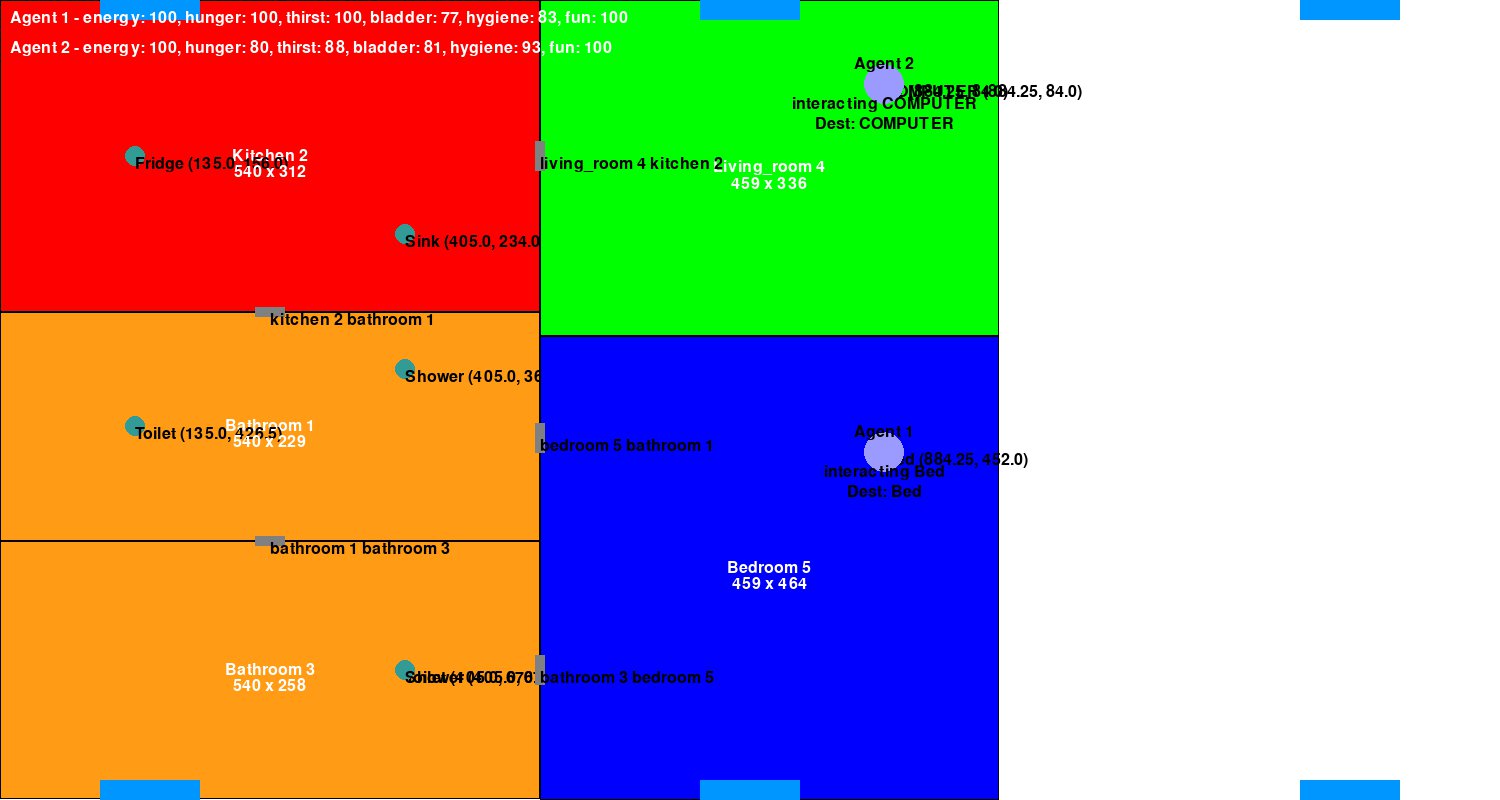 Agent 1 - energy: 100, hunger: 100, thirst: 100, bladder: 77, hygiene: 83, fun: 100
Agent 2 - energy: 100, hunger: 80, thirst: 88, bladder: 81, hygiene: 93, fun: 100
Agent 2
84.25, 84.0)
interacting COMPUTER
Dest: COMPUTER
Kitchen 2
Fridge (135.0, 156.0)
540 x 312
living_room 4 kitchen 2
Living_room 4
459 x 336
Sink (405.0, 234.0
kitchen 2 bathroom 1
Shower (405.0, 36
Bathroom 1
Toilet (135.0, 426.5)
540 x 229
bedroom 5 bathroom 1
Agent 1
ed (884.25, 452.0)
interacting Bed
Dest: Bed
bathroom 1 bathroom 3
Bedroom 5
459 x 464
Bathroom 3
540 x 258
bathroom 3 bedroom 5